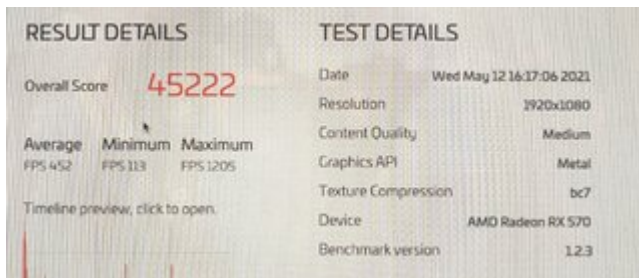 RESULT DETAILS
Overall Score 45222
Average Minimum Maximum
FPS 452 FPS 113 FPS 1205
Timeline preview, click to open.
TEST DETAILS
Date Wed May 12 16:17:06 2021
Resolution 1920x1080
Content Quality Medium
Graphics API Metal
Texture Compression bc7
Device AMD Radeon RX 570
Benchmark version 1.2.3